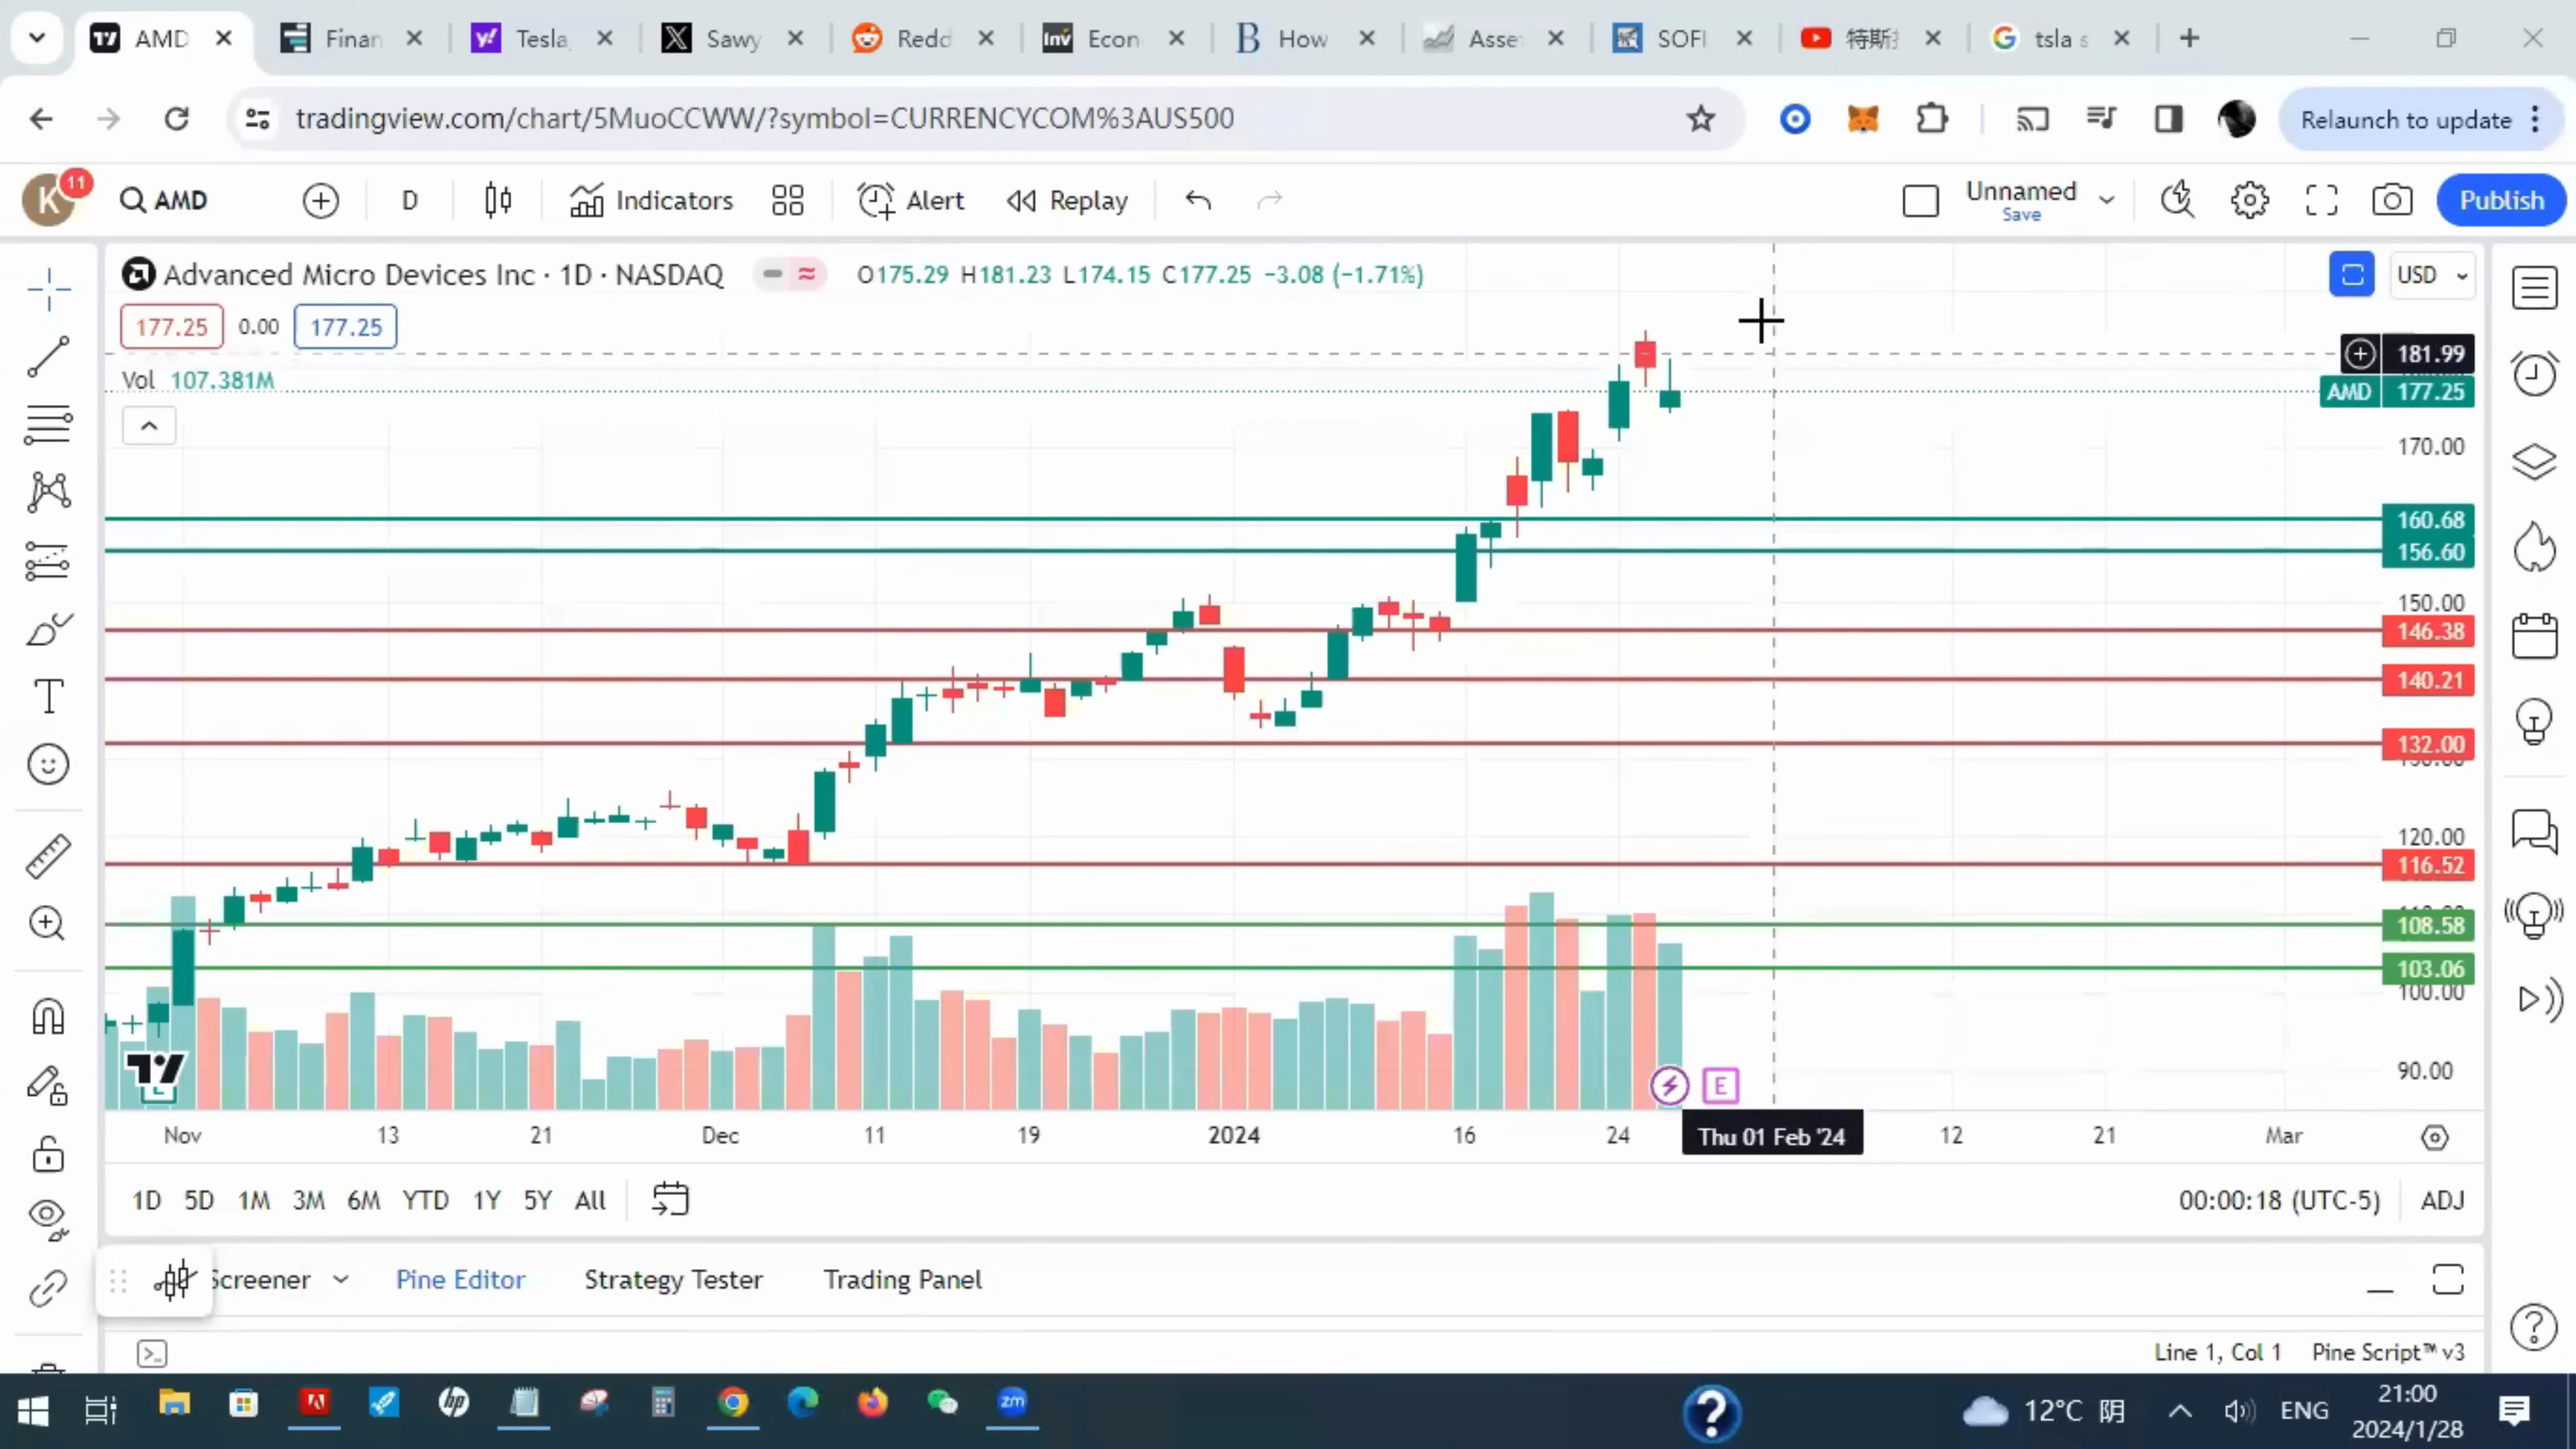 AMD
Finan
Tesla,
Sawy
Redd
Inv Econ
B How
Asse
SOFI
特斯
tsla s
tradingview.com/chart/5MuoCCWW/?symbol=CURRENCYCOM%3AUS500
Relaunch to update
K 11 AMD D Indicators Alert Replay Unnamed Save Publish
Advanced Micro Devices Inc · 1D · NASDAQ O175.29 H181.23 L174.15 C177.25 −3.08 (−1.71%) USD
177.25 0.00 177.25
181.99
Vol 107.381M
AMD 177.25
170.00
160.68
156.60
150.00
146.38
140.21
132.00
120.00
116.52
108.58
103.06
100.00
90.00
E
Nov 13 21 Dec 11 19 2024 16 24 Thu 01 Feb '24 12 21 Mar
1D 5D 1M 3M 6M YTD 1Y 5Y All 00:00:18 (UTC-5) ADJ
Screener Pine Editor Strategy Tester Trading Panel
Line 1, Col 1 Pine Script™ v3
hp zm
12°C 阴 ENG 21:00
2024/1/28